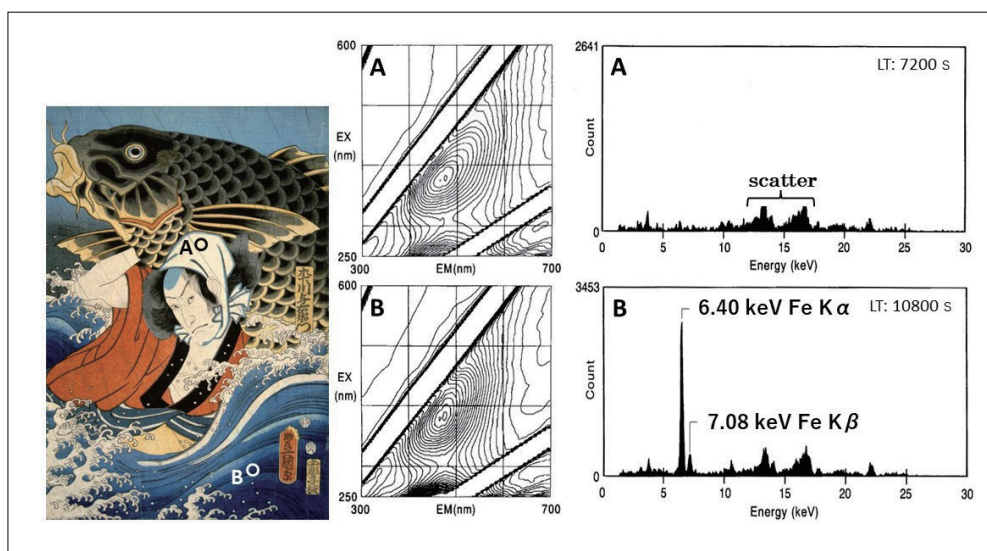 A
B
600
A
EX
(nm)
250
300
EM(nm)
700
600
B
EX
(nm)
250
300
EM(nm)
700
2641
A
LT: 7200 S
Count
scatter
0
0
5
10
15
20
25
30
Energy (keV)
3453
B
LT: 10800 S
6.40 keV Fe K α
Count
7.08 keV Fe K β
0
0
5
10
15
20
25
30
Energy (keV)